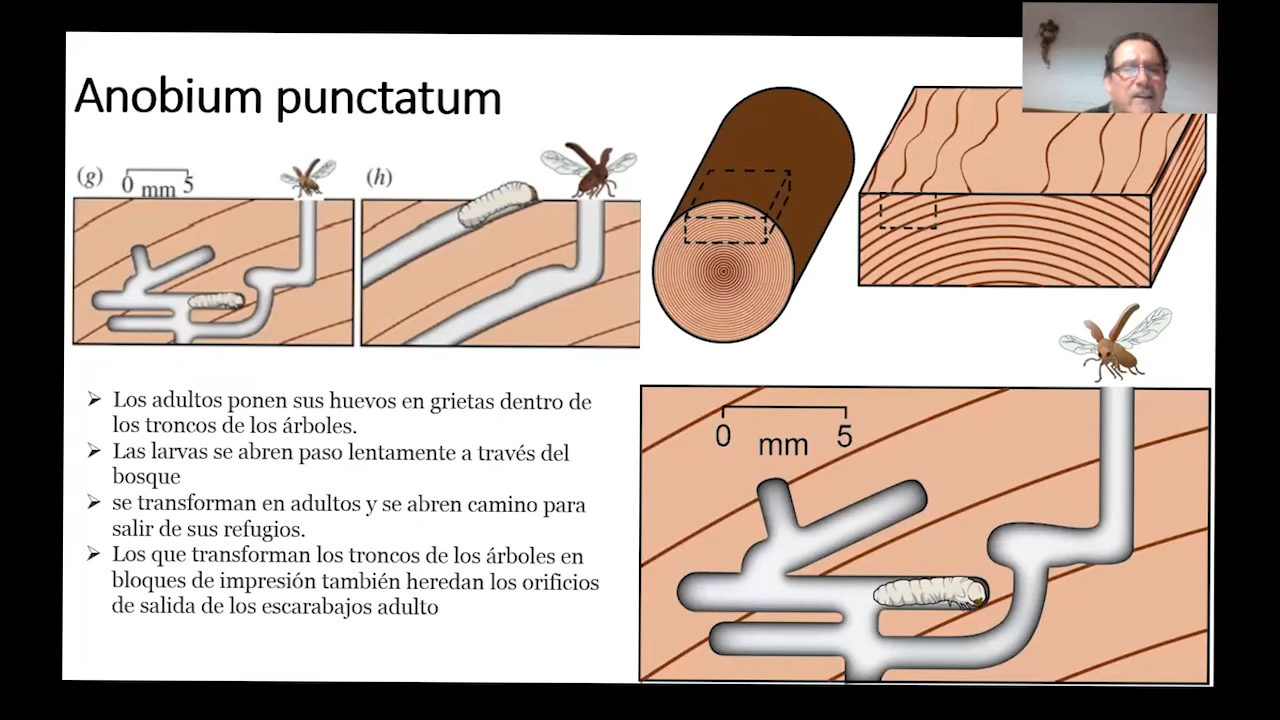 Anobium punctatum
(g) 0 mm 5
(h)
➢ Los adultos ponen sus huevos en grietas dentro de
los troncos de los árboles.
➢ Las larvas se abren paso lentamente a través del
bosque
➢ se transforman en adultos y se abren camino para
salir de sus refugios.
➢ Los que transforman los troncos de los árboles en
bloques de impresión también heredan los orificios
de salida de los escarabajos adulto
0 mm 5